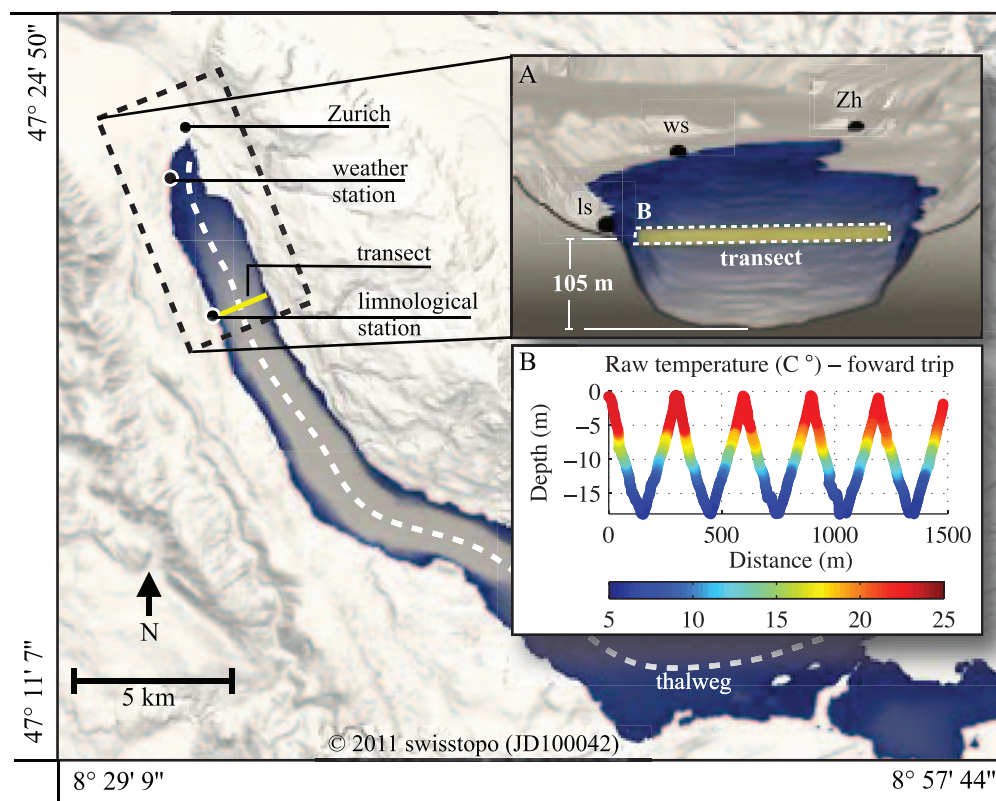 47° 24' 50"
Zurich
weather
station
transect
limnological
station
A
Zh
ws
ls
B
transect
105 m
B
Raw temperature (C °) – foward trip
0
−5
−10
−15
Depth (m)
0
500
1000
1500
Distance (m)
5
10
15
20
25
N
5 km
thalweg
© 2011 swisstopo (JD100042)
47° 11' 7"
8° 29' 9"
8° 57' 44"